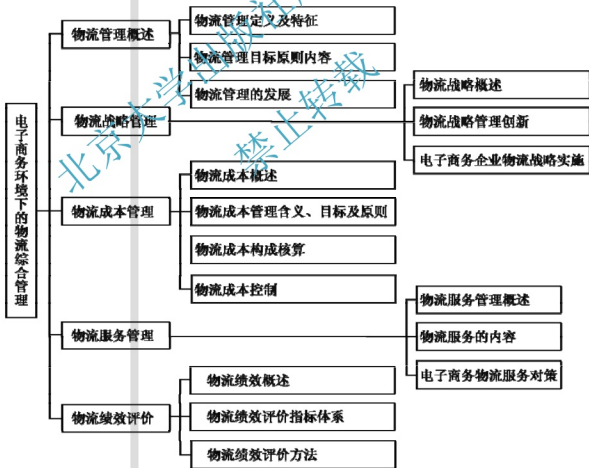 电子商务环境下的物流综合管理
物流管理概述
物流管理定义及特征
物流管理目标原则内容
物流管理的发展
物流战略管理
物流战略概述
物流战略管理创新
电子商务企业物流战略实施
物流成本管理
物流成本概述
物流成本管理含义、目标及原则
物流成本构成核算
物流成本控制
物流服务管理
物流服务管理概述
物流服务的内容
电子商务物流服务对策
物流绩效评价
物流绩效概述
物流绩效评价指标体系
物流绩效评价方法
北京大学出版社
禁止转载